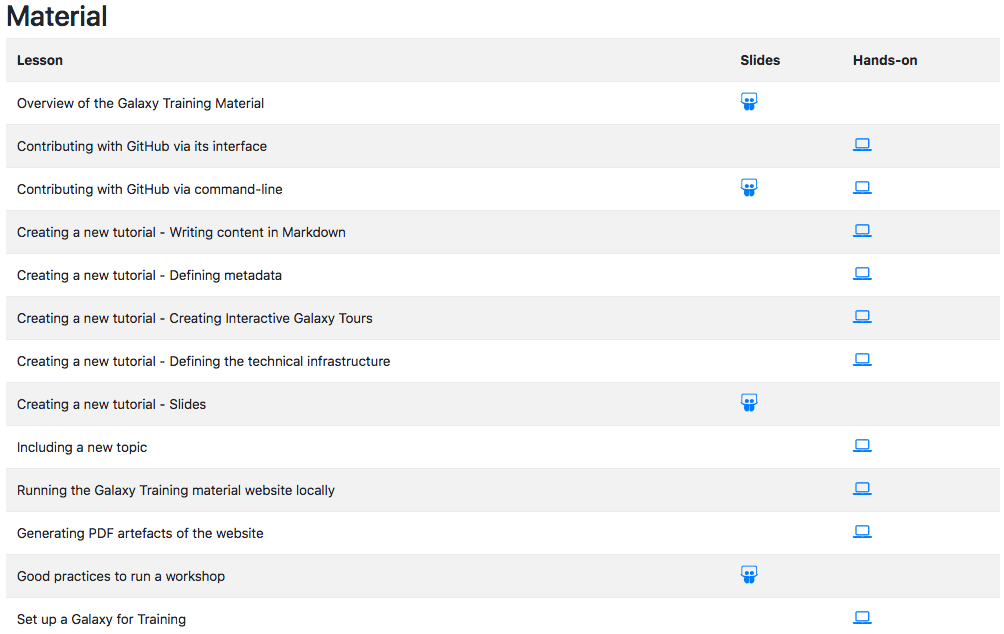 Material
Lesson Slides Hands-on
Overview of the Galaxy Training Material
Contributing with GitHub via its interface
Contributing with GitHub via command-line
Creating a new tutorial - Writing content in Markdown
Creating a new tutorial - Defining metadata
Creating a new tutorial - Creating Interactive Galaxy Tours
Creating a new tutorial - Defining the technical infrastructure
Creating a new tutorial - Slides
Including a new topic
Running the Galaxy Training material website locally
Generating PDF artefacts of the website
Good practices to run a workshop
Set up a Galaxy for Training